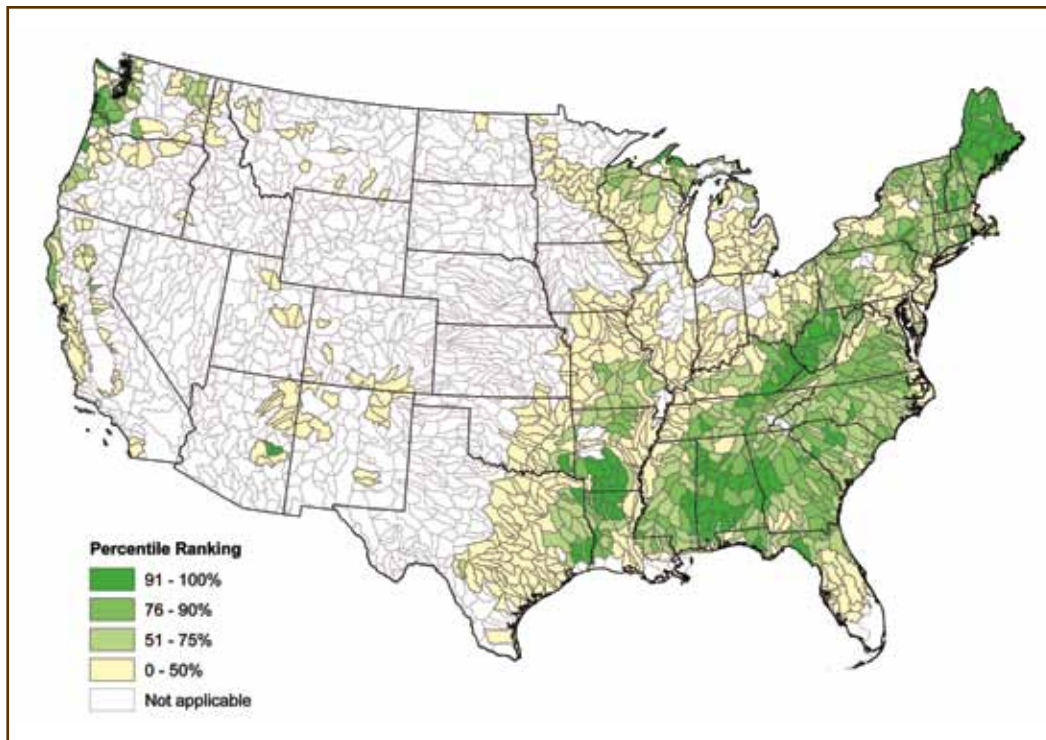 Percentile Ranking
91 - 100%
76 - 90%
51 - 75%
0 - 50%
Not applicable